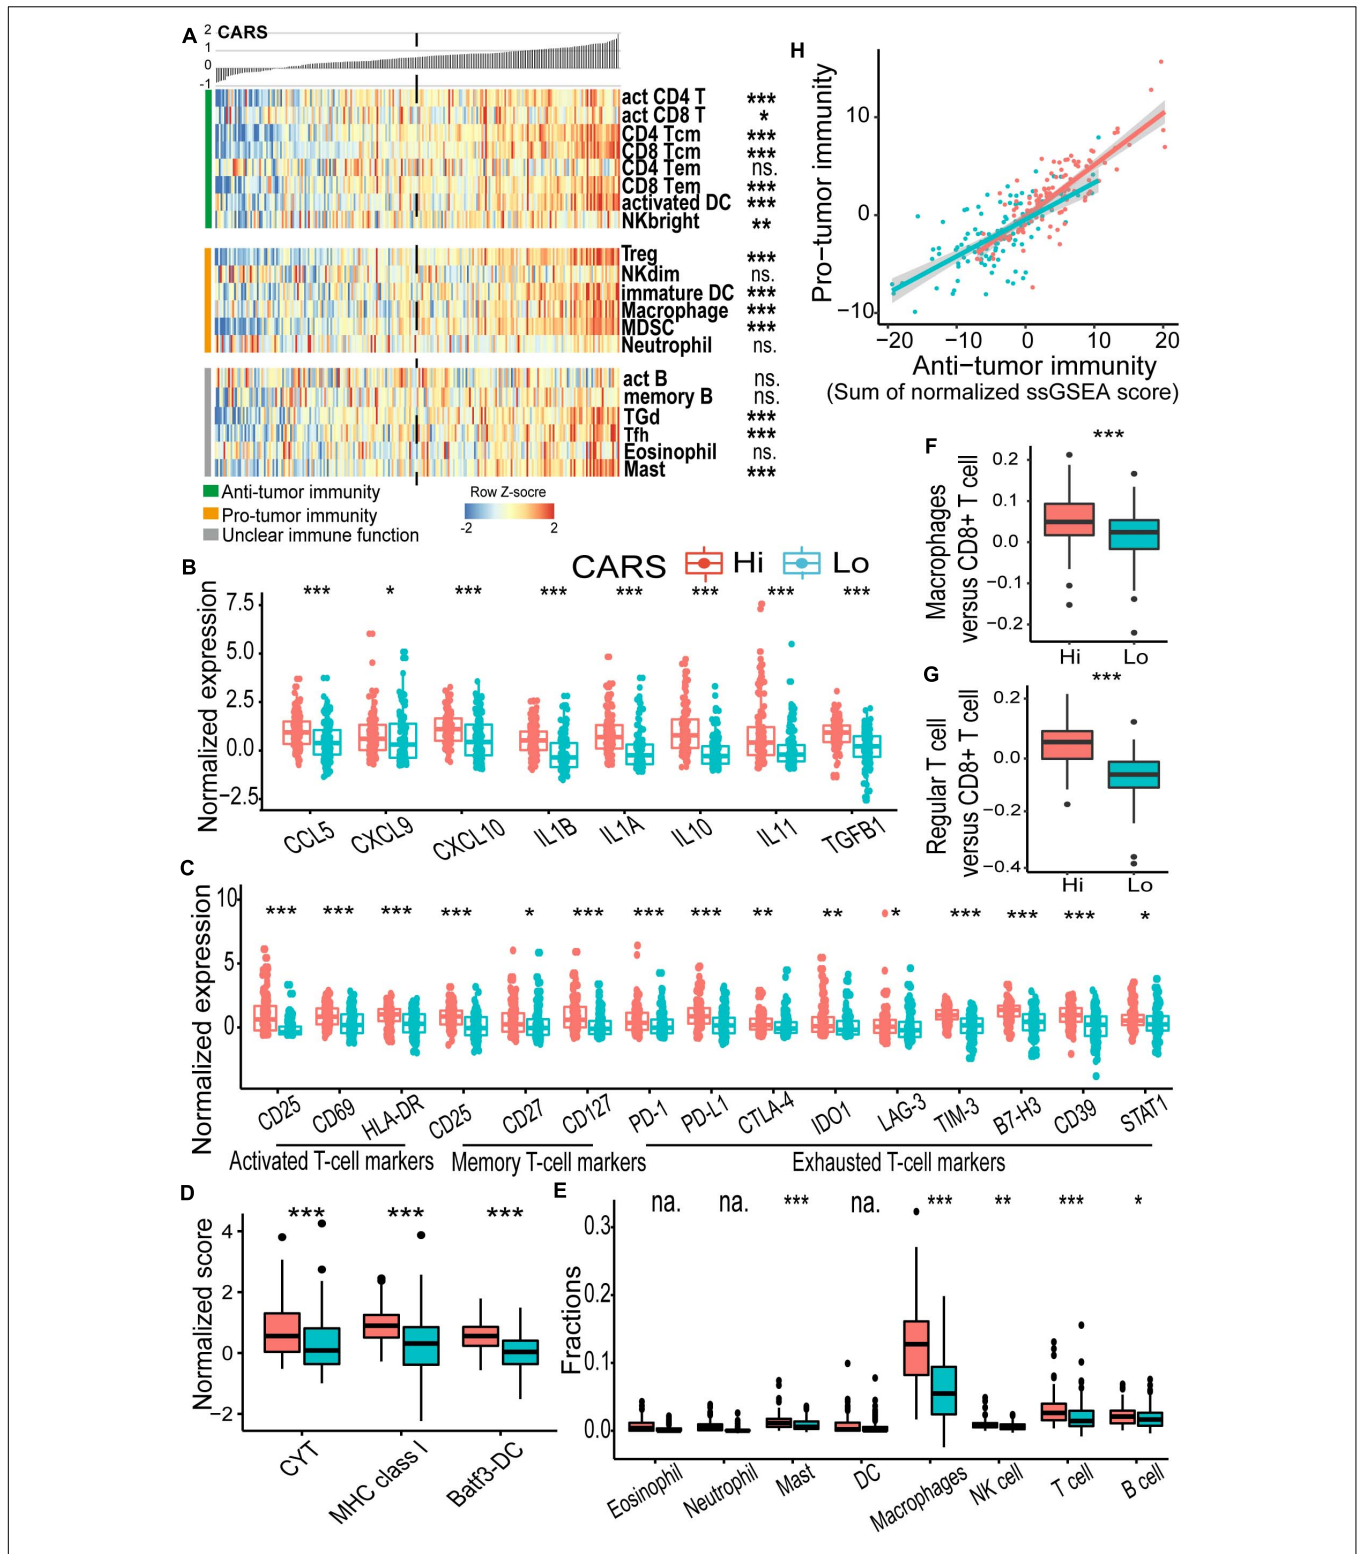 A
CARS
2
1
0
-1
act CD4 T ***
act CD8 T *
CD4 Tcm ***
CD8 Tcm ***
CD4 Tem ns.
CD8 Tem ***
activated DC ***
NKbright **
Treg ***
NKdim ns.
immature DC ***
Macrophage ***
MDSC ***
Neutrophil ns.
act B ns.
memory B ns.
TGd ***
Tfh ***
Eosinophil ns.
Mast ***
Anti-tumor immunity
Pro-tumor immunity
Unclear immune function
Row Z-socre
-2 2
H
Pro-tumor immunity
10
0
−10
−20 −10 0 10 20
Anti−tumor immunity
(Sum of normalized ssGSEA score)
CARS Hi Lo
B
Normalized expression
7.5
5.0
2.5
0.0
−2.5
*** * *** *** *** *** *** ***
CCL5 CXCL9 CXCL10 IL1B IL1A IL10 IL11 TGFB1
F
***
Macrophages
versus CD8+ T cell
0.2
0.1
0.0
−0.1
−0.2
Hi Lo
G
***
Regular T cell
versus CD8+ T cell
0.2
0.0
−0.2
−0.4
Hi Lo
C
Normalized expression
10
5
0
*** *** *** *** * *** *** *** ** ** * *** *** *** *
CD25 CD69 HLA-DR CD25 CD27 CD127 PD-1 PD-L1 CTLA-4 IDO1 LAG-3 TIM-3 B7-H3 CD39 STAT1
Activated T-cell markers Memory T-cell markers Exhausted T-cell markers
D
Normalized score
4
2
0
−2
*** *** ***
CYT MHC class I Batf3-DC
E
Fractions
0.3
0.2
0.1
0.0
na. na. *** na. *** ** *** *
Eosinophil Neutrophil Mast DC Macrophages NK cell T cell B cell